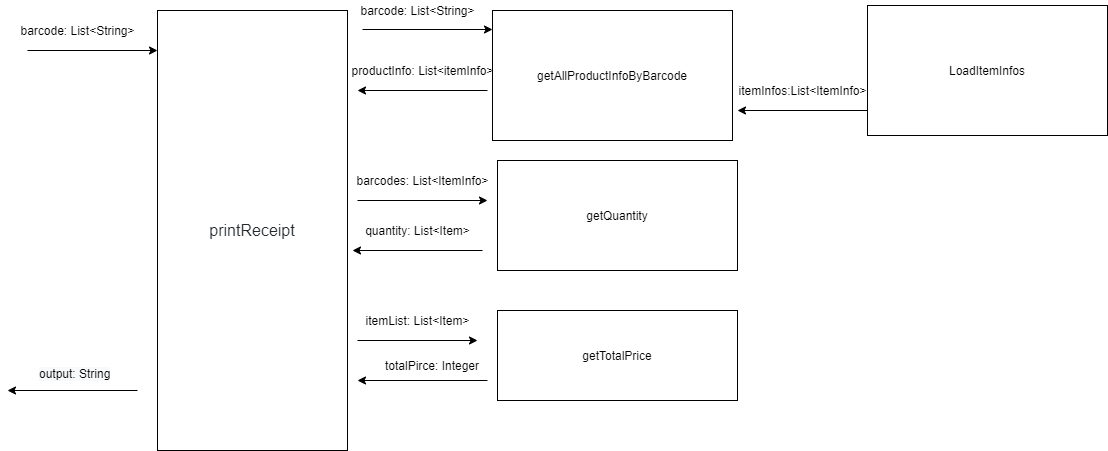 barcode: List<String>
barcode: List<String>
productInfo: List<itemInfo>
getAllProductInfoByBarcode
itemInfos:List<ItemInfo>
LoadItemInfos
printReceipt
barcodes: List<ItemInfo>
quantity: List<Item>
getQuantity
itemList: List<Item>
totalPirce: Integer
getTotalPrice
output: String